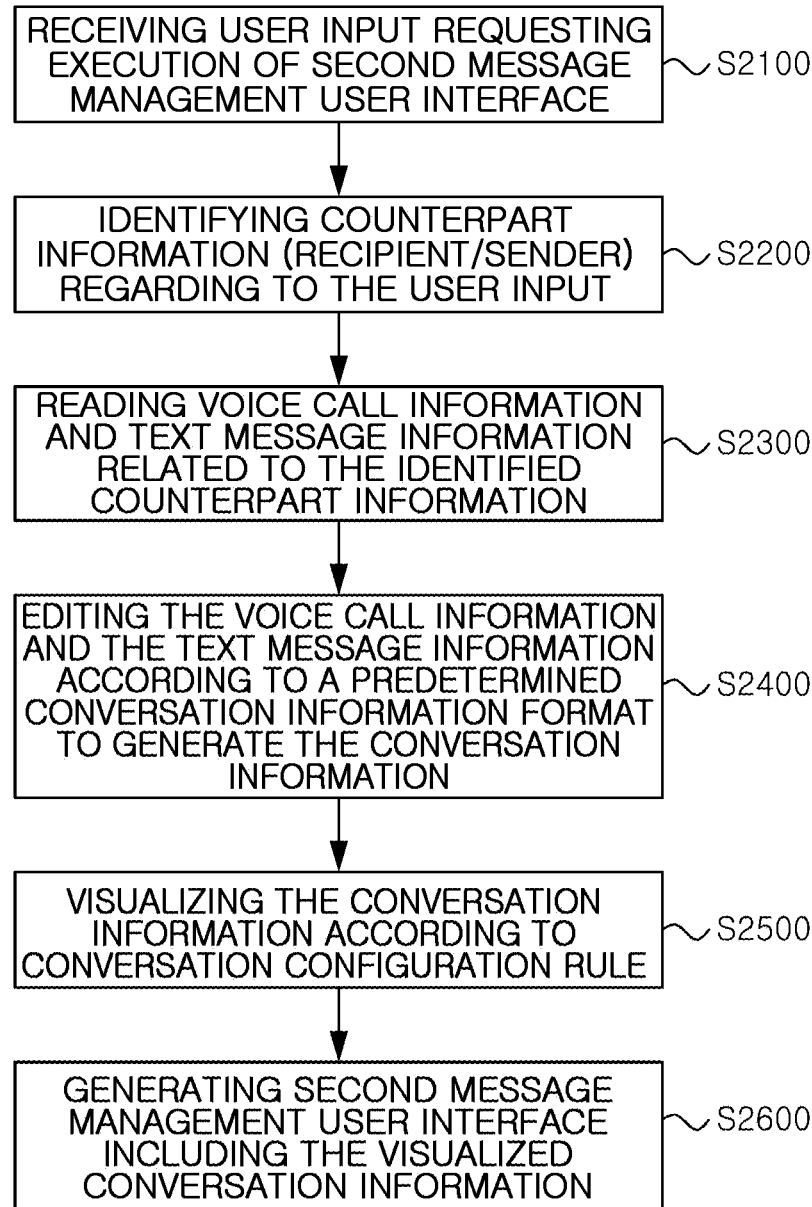 RECEIVING USER INPUT REQUESTING
EXECUTION OF SECOND MESSAGE
MANAGEMENT USER INTERFACE
S2100
IDENTIFYING COUNTERPART
INFORMATION (RECIPIENT/SENDER)
REGARDING TO THE USER INPUT
S2200
READING VOICE CALL INFORMATION
AND TEXT MESSAGE INFORMATION
RELATED TO THE IDENTIFIED
COUNTERPART INFORMATION
S2300
EDITING THE VOICE CALL INFORMATION
AND THE TEXT MESSAGE INFORMATION
ACCORDING TO A PREDETERMINED
CONVERSATION INFORMATION FORMAT
TO GENERATE THE CONVERSATION
INFORMATION
S2400
VISUALIZING THE CONVERSATION
INFORMATION ACCORDING TO
CONVERSATION CONFIGURATION RULE
S2500
GENERATING SECOND MESSAGE
MANAGEMENT USER INTERFACE
INCLUDING THE VISUALIZED
CONVERSATION INFORMATION
S2600